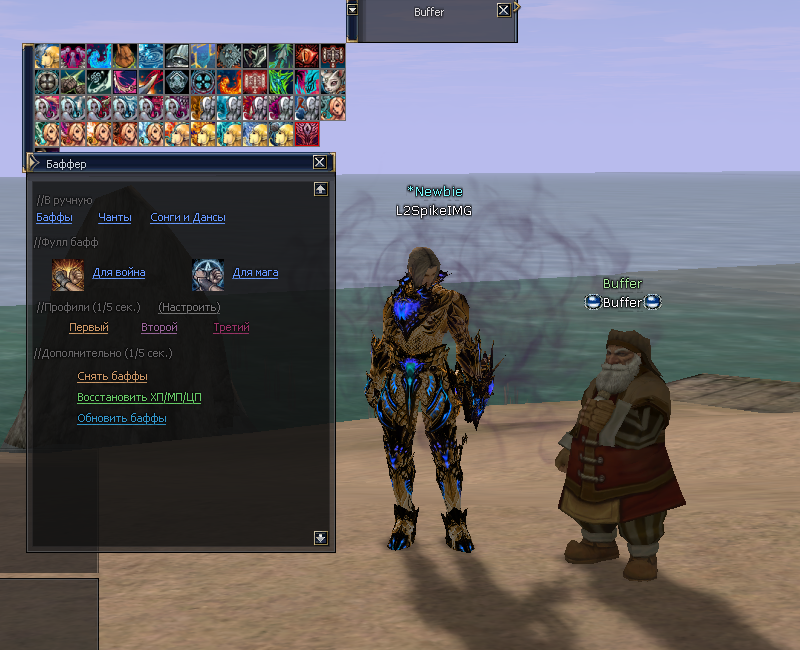 Buffer
Баффер
//В ручную
Баффы Чанты Сонги и Дансы
//Фулл бафф
Для война Для мага
//Профили (1/5 сек.) (Настроить)
Первый Второй Третий
//Дополнительно (1/5 сек.)
Снять баффы
Восстановить ХП/МП/ЦП
Обновить баффы
*Newbie
L2SpikeIMG
Buffer
Buffer